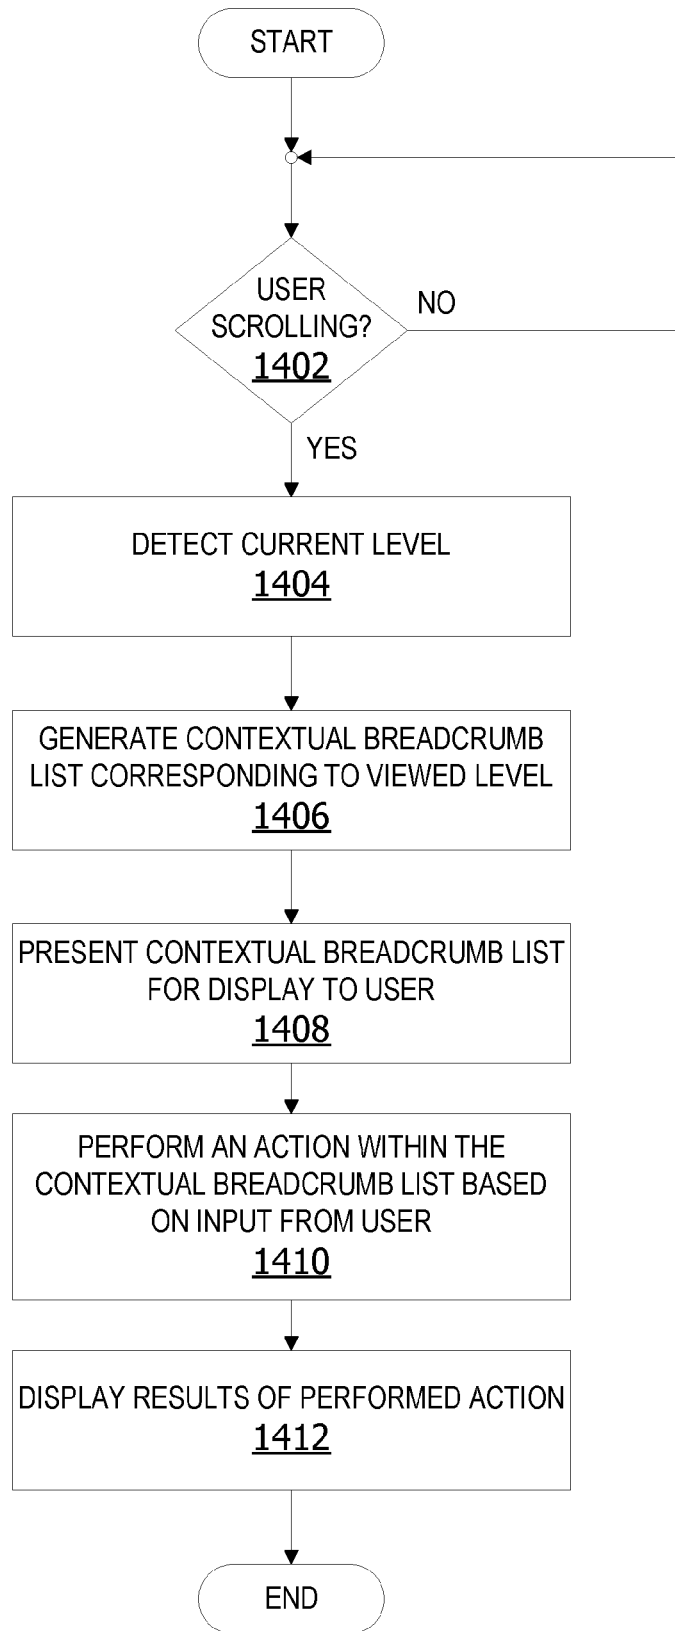 START
USER
SCROLLING?
1402
NO
YES
DETECT CURRENT LEVEL
1404
GENERATE CONTEXTUAL BREADCRUMB
LIST CORRESPONDING TO VIEWED LEVEL
1406
PRESENT CONTEXTUAL BREADCRUMB LIST
FOR DISPLAY TO USER
1408
PERFORM AN ACTION WITHIN THE
CONTEXTUAL BREADCRUMB LIST BASED
ON INPUT FROM USER
1410
DISPLAY RESULTS OF PERFORMED ACTION
1412
END